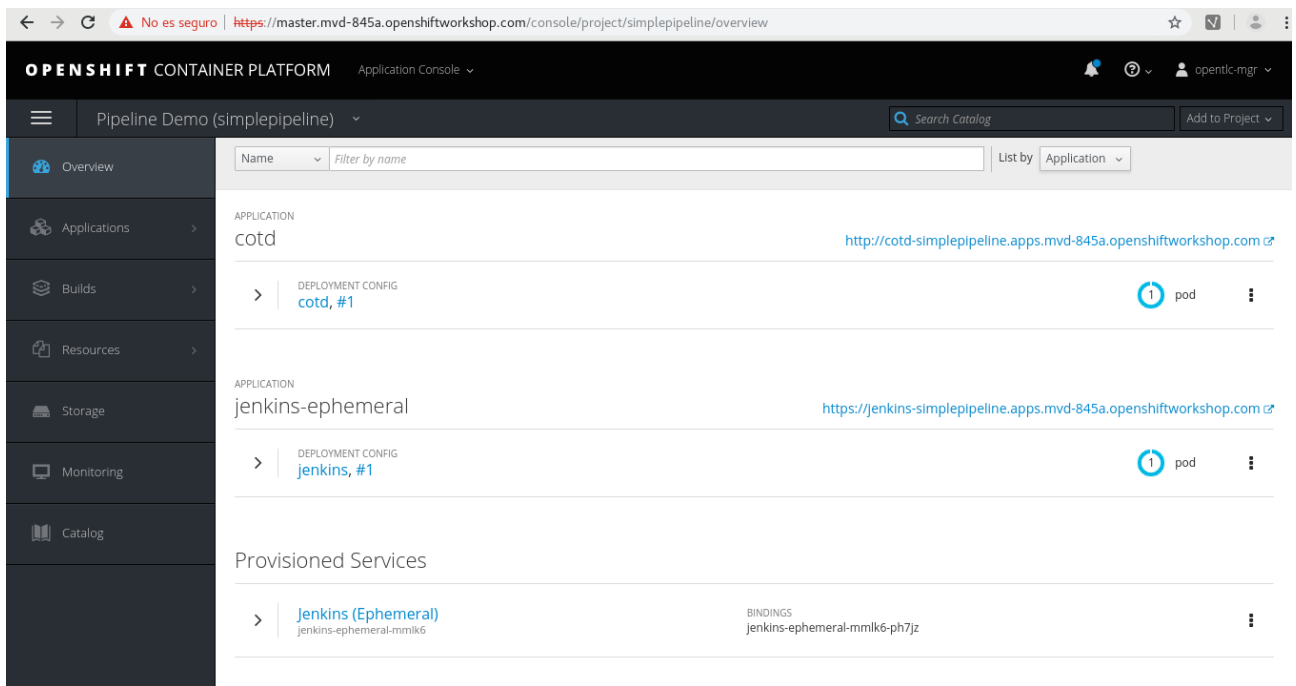 No es seguro | https://master.mvd-845a.openshiftworkshop.com/console/project/simplepipeline/overview
OPENSHIFT CONTAINER PLATFORM Application Console opentlc-mgr
Pipeline Demo (simplepipeline) Search Catalog Add to Project
Name Filter by name List by Application
Overview
Applications
Builds
Resources
Storage
Monitoring
Catalog
APPLICATION
cotd http://cotd-simplepipeline.apps.mvd-845a.openshiftworkshop.com
DEPLOYMENT CONFIG
cotd, #1 1 pod
APPLICATION
jenkins-ephemeral https://jenkins-simplepipeline.apps.mvd-845a.openshiftworkshop.com
DEPLOYMENT CONFIG
jenkins, #1 1 pod
Provisioned Services
Jenkins (Ephemeral) BINDINGS
jenkins-ephemeral-mmlk6 jenkins-ephemeral-mmlk6-ph7jz